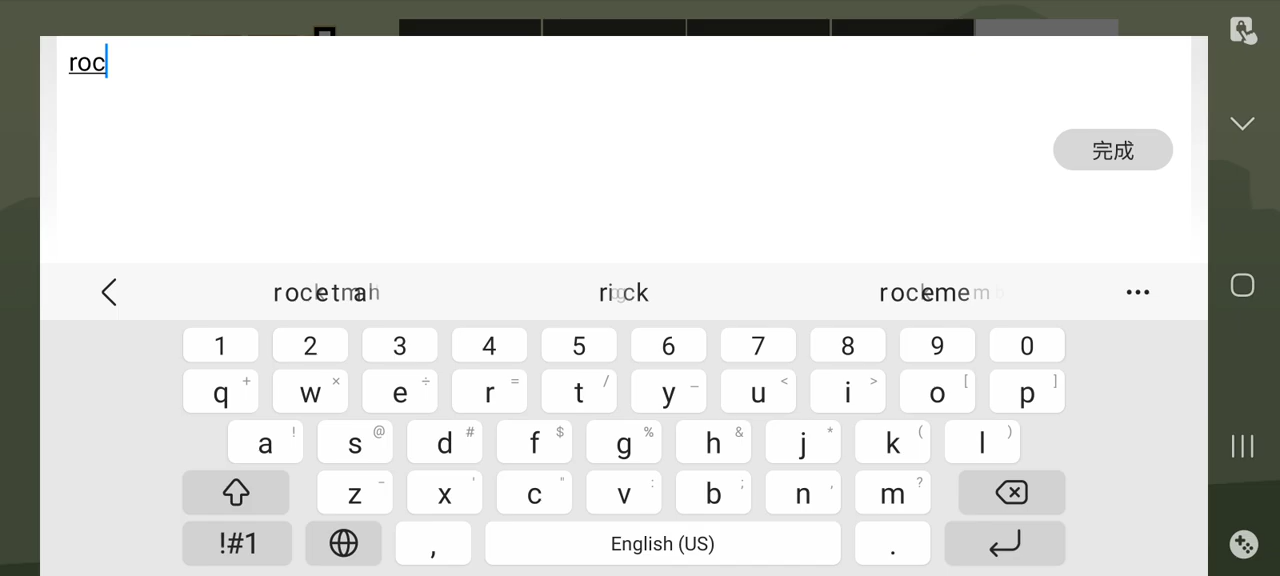 roc
完成
1 2 3 4 5 6 7 8 9 0
q + w × e ÷ r = t / y _ u < i > o [ p ]
a ! s @ d # f $ g % h & j * k ( l )
z - x ' c " v : b ; n , m ?
!#1 , English (US) .